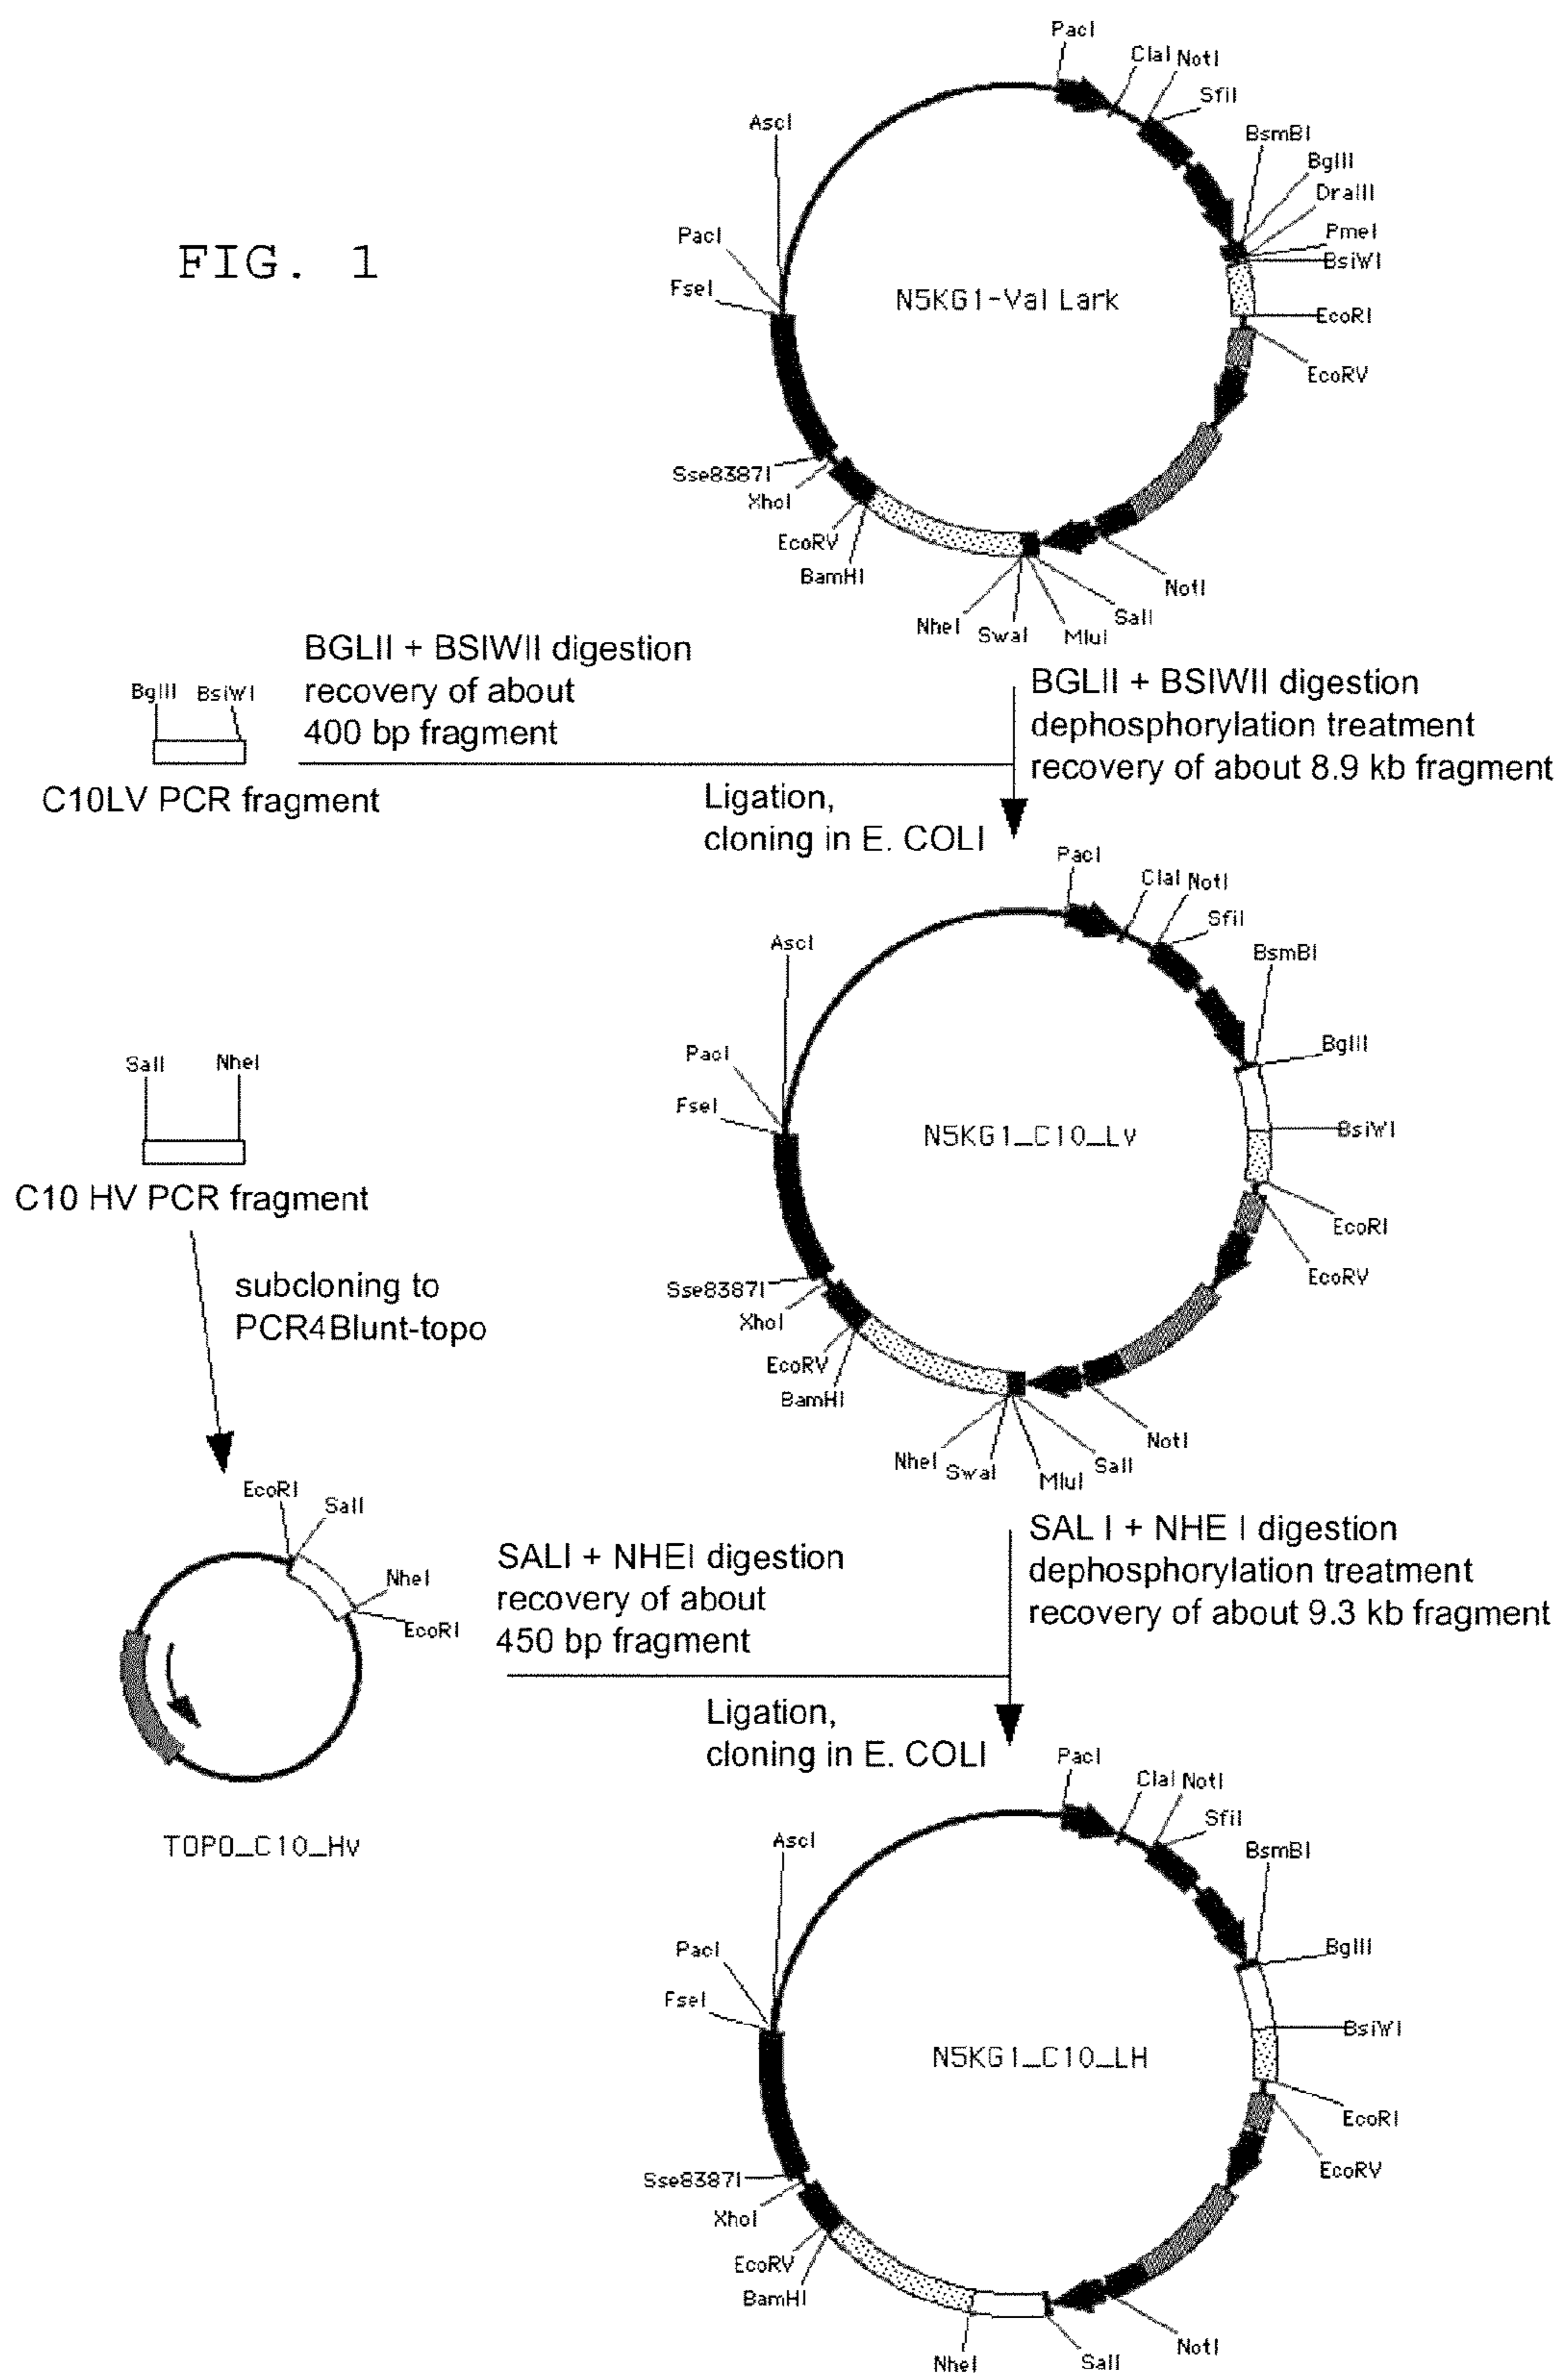 FIG. 1
PacI
ClaI NotI
SfiI
AscI
BsmBI
BglII
DraIII
PmeI
BsiWI
PacI
FseI
N5KG1-Val Lark
EcoRI
EcoRV
Sse8387I
XhoI
EcoRV
BamHI
NotI
NheI
SwaI
MluI
SalI
BGLII + BSIWII digestion
recovery of about
400 bp fragment
BglII BsiWI
C10LV PCR fragment
BGLII + BSIWII digestion
dephosphorylation treatment
recovery of about 8.9 kb fragment
Ligation,
cloning in E. COLI
PacI
ClaI NotI
SfiI
AscI
BsmBI
BglII
PacI
FseI
N5KG1_C10_Lv
BsiWI
EcoRI
EcoRV
Sse8387I
XhoI
EcoRV
BamHI
NotI
NheI
SwaI
MluI
SalI
SalI NheI
C10 HV PCR fragment
subcloning to
PCR4Blunt-topo
EcoRI
SalI
NheI
EcoRI
TOPO_C10_Hv
SALI + NHEI digestion
recovery of about
450 bp fragment
SAL I + NHE I digestion
dephosphorylation treatment
recovery of about 9.3 kb fragment
Ligation,
cloning in E. COLI
PacI
ClaI NotI
SfiI
AscI
BsmBI
BglII
PacI
FseI
N5KG1_C10_LH
BsiWI
EcoRI
EcoRV
Sse8387I
XhoI
EcoRV
BamHI
NheI
SalI
NotI